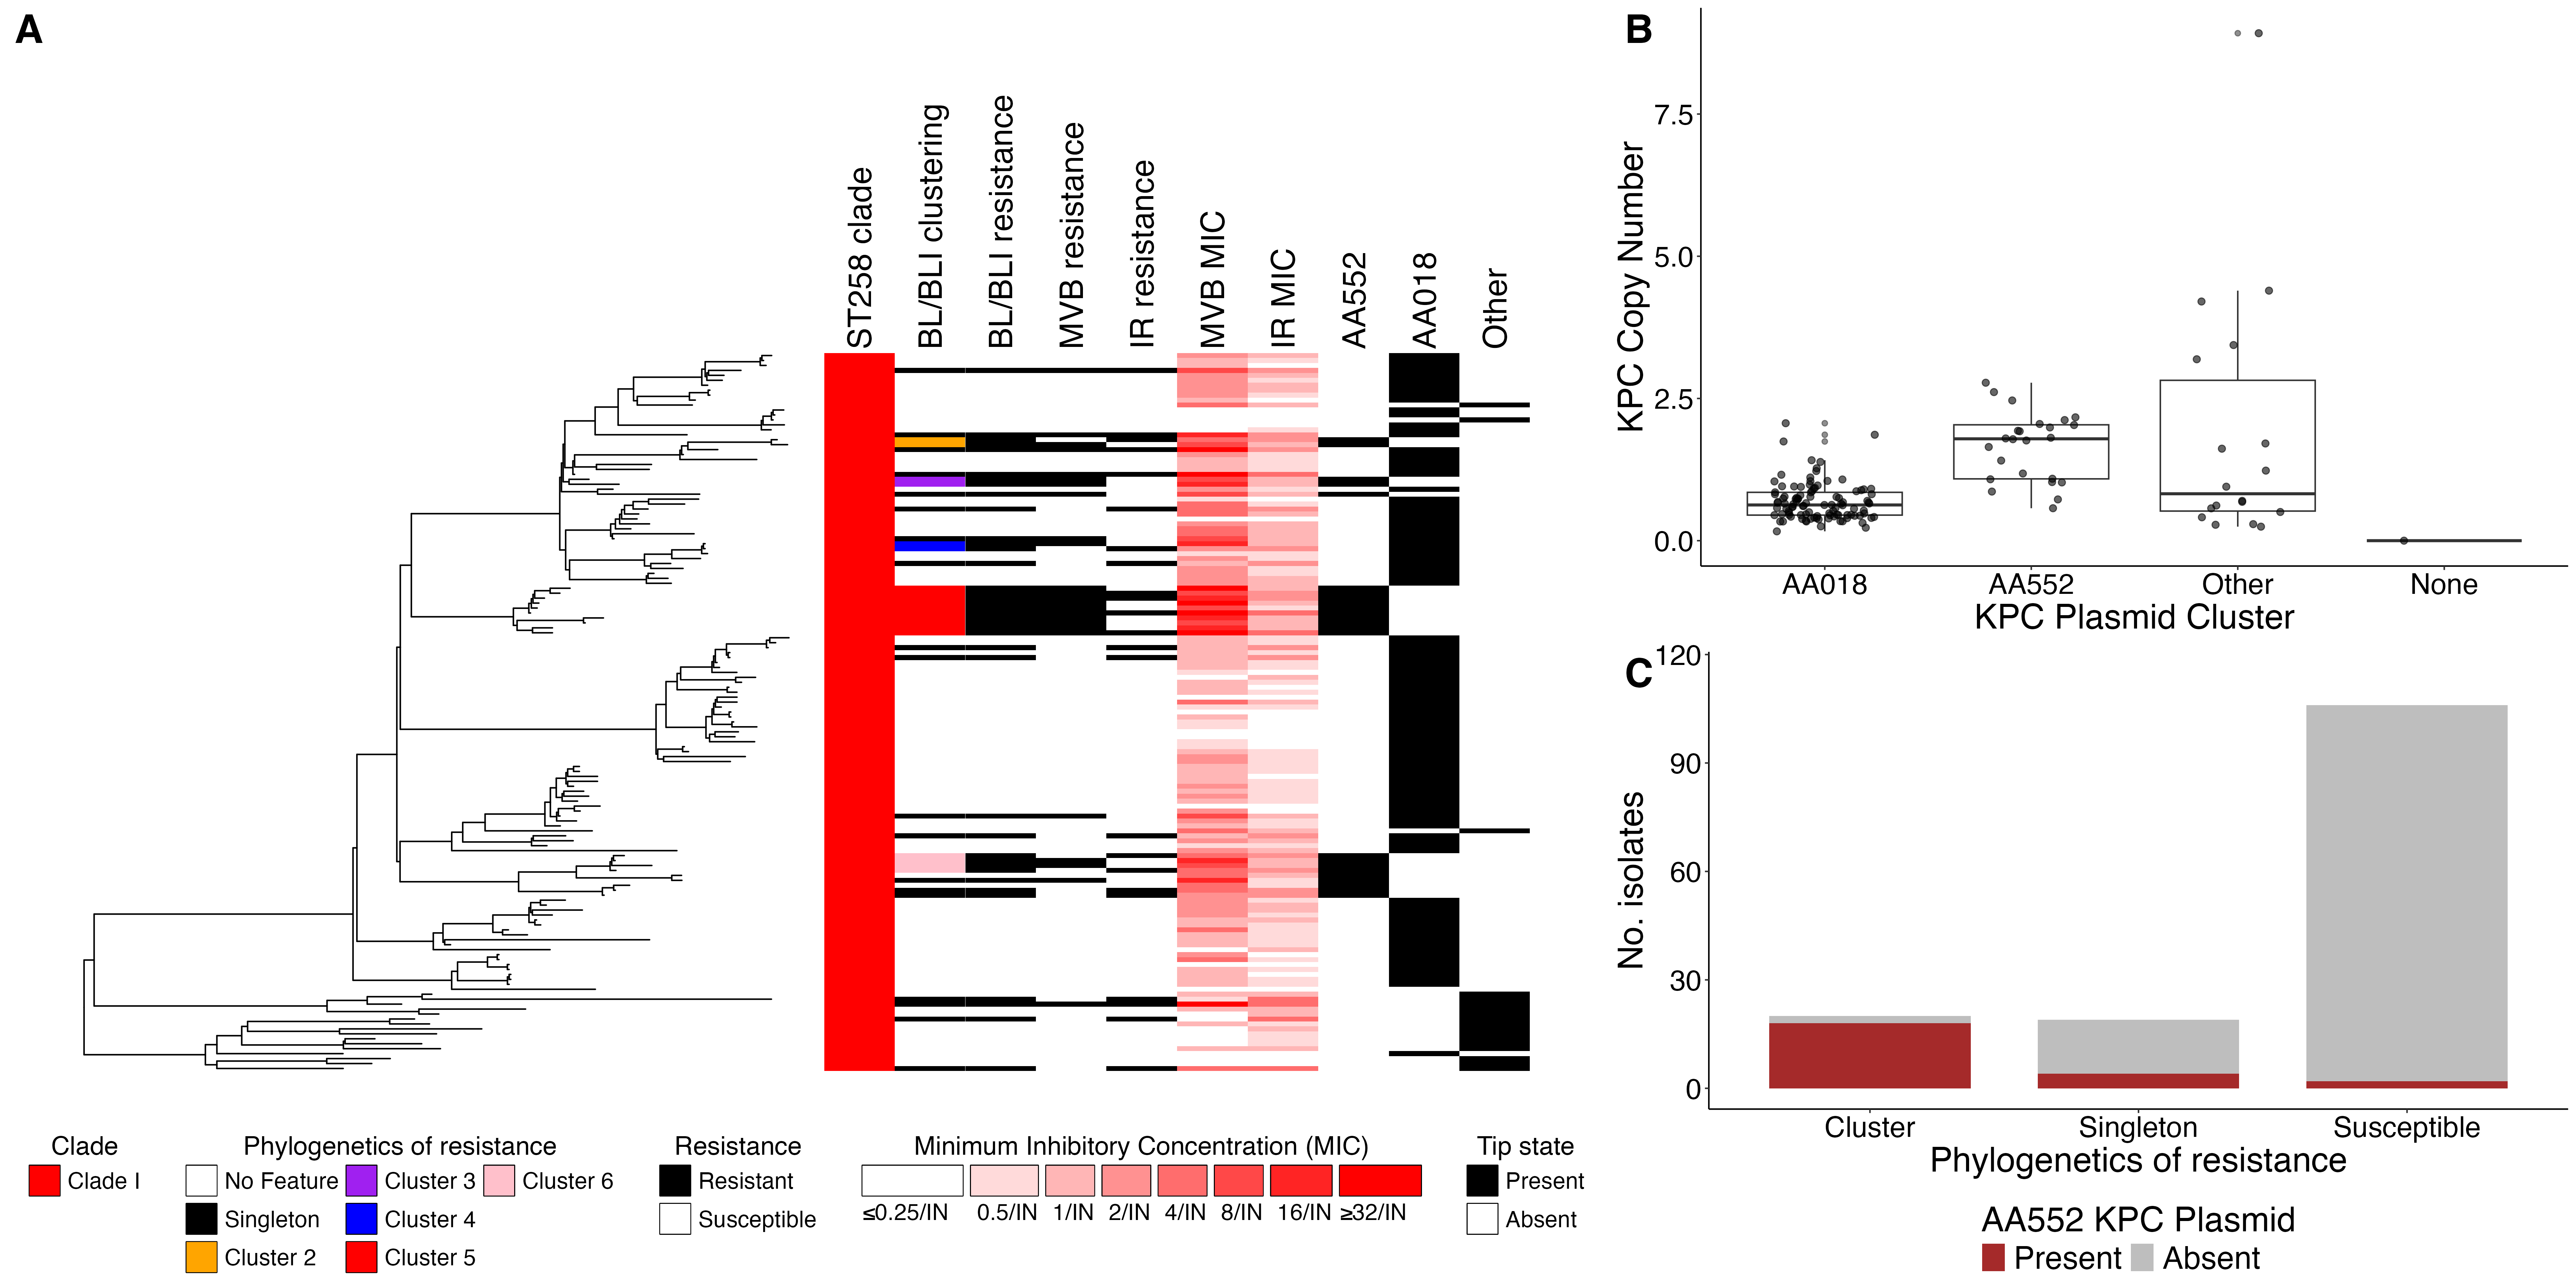 A
ST258 clade
BL/BLI clustering
BL/BLI resistance
MVB resistance
IR resistance
MVB MIC
IR MIC
AA552
AA018
Other
Clade
Clade I
Phylogenetics of resistance
No Feature
Singleton
Cluster 2
Cluster 3
Cluster 4
Cluster 5
Cluster 6
Resistance
Resistant
Susceptible
Minimum Inhibitory Concentration (MIC)
≤0.25/IN 0.5/IN 1/IN 2/IN 4/IN 8/IN 16/IN ≥32/IN
Tip state
Present
Absent
B
KPC Copy Number
7.5
5.0
2.5
0.0
AA018 AA552 Other None
KPC Plasmid Cluster
C
No. isolates
120
90
60
30
0
Cluster Singleton Susceptible
Phylogenetics of resistance
AA552 KPC Plasmid
Present Absent